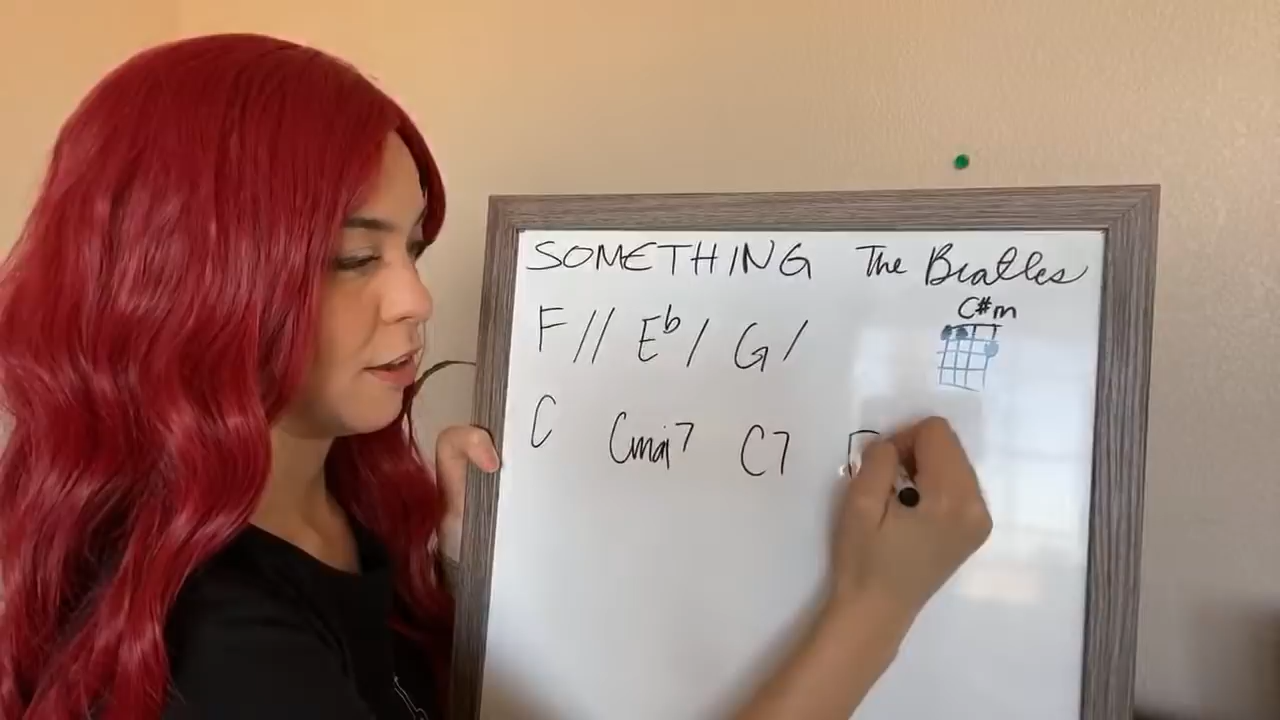 SOMETHING The Beatles
C#m
F // E♭ / G /
C Cmaj7 C7